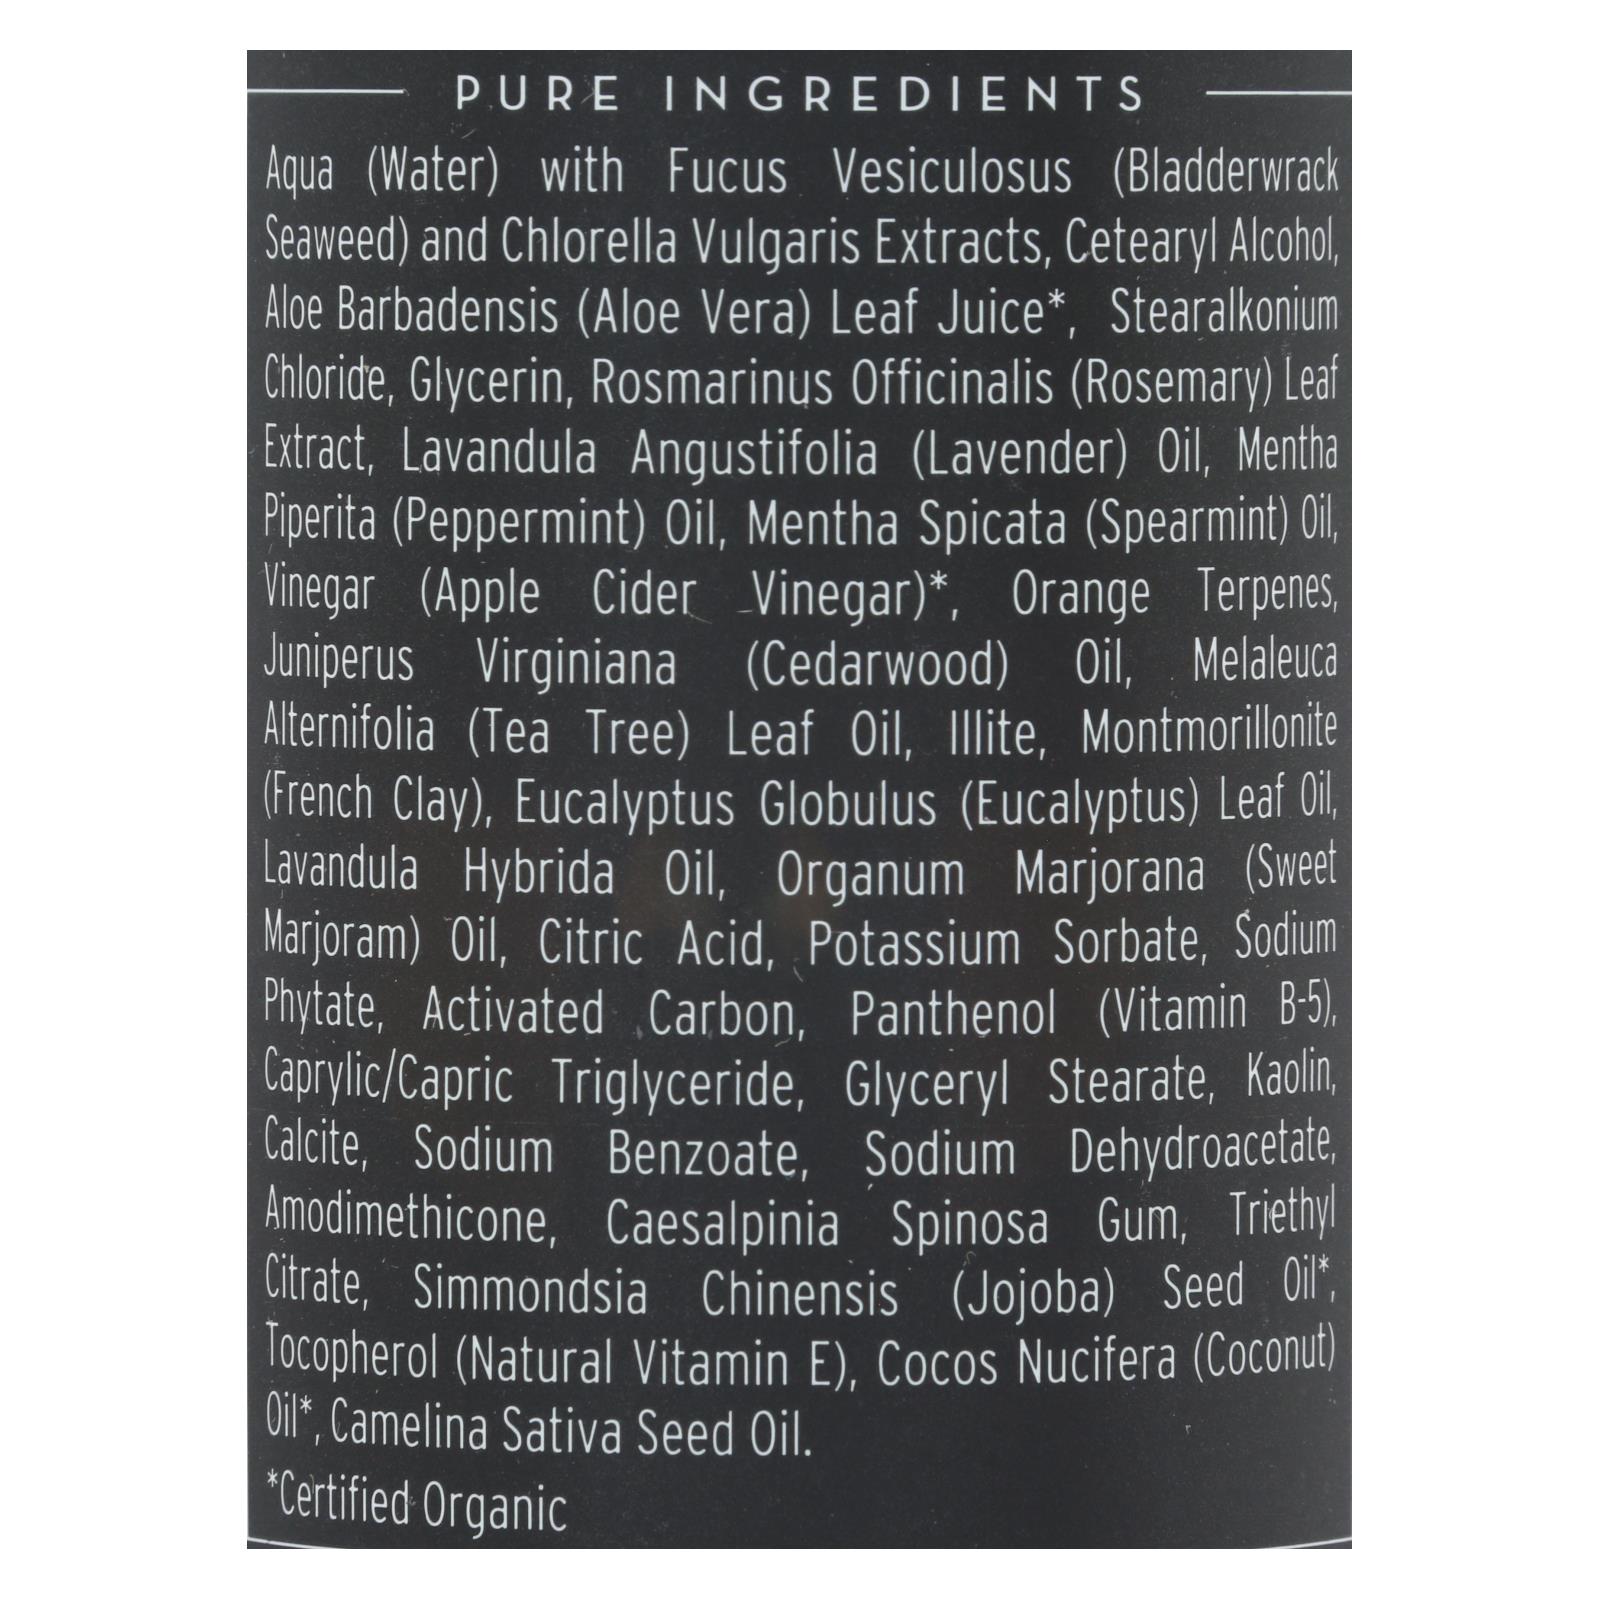 PURE INGREDIENTS
Aqua (Water) with Fucus Vesiculosus (Bladderwrack
Seaweed) and Chlorella Vulgaris Extracts, Cetearyl Alcohol,
Aloe Barbadensis (Aloe Vera) Leaf Juice*, Stearalkonium
Chloride, Glycerin, Rosmarinus Officinalis (Rosemary) Leaf
Extract, Lavandula Angustifolia (Lavender) Oil, Mentha
Piperita (Peppermint) Oil, Mentha Spicata (Spearmint) Oil,
Vinegar (Apple Cider Vinegar)*, Orange Terpenes,
Juniperus Virginiana (Cedarwood) Oil, Melaleuca
Alternifolia (Tea Tree) Leaf Oil, Illite, Montmorillonite
(French Clay), Eucalyptus Globulus (Eucalyptus) Leaf Oil,
Lavandula Hybrida Oil, Organum Marjorana (Sweet
Marjoram) Oil, Citric Acid, Potassium Sorbate, Sodium
Phytate, Activated Carbon, Panthenol (Vitamin B-5),
Caprylic/Capric Triglyceride, Glyceryl Stearate, Kaolin,
Calcite, Sodium Benzoate, Sodium Dehydroacetate,
Amodimethicone, Caesalpinia Spinosa Gum, Triethyl
Citrate, Simmondsia Chinensis (Jojoba) Seed Oil*,
Tocopherol (Natural Vitamin E), Cocos Nucifera (Coconut)
Oil*, Camelina Sativa Seed Oil.
*Certified Organic